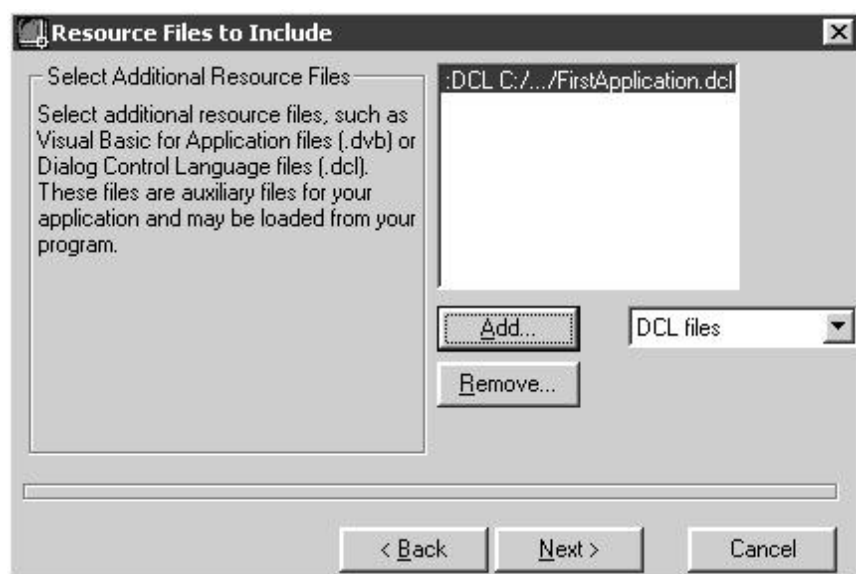 Resource Files to Include
Select Additional Resource Files
Select additional resource files, such as
Visual Basic for Application files (.dvb) or
Dialog Control Language files (.dcl).
These files are auxiliary files for your
application and may be loaded from your
program.
:DCL C:/.../FirstApplication.dcl
Add...
DCL files
Remove...
< Back
Next >
Cancel